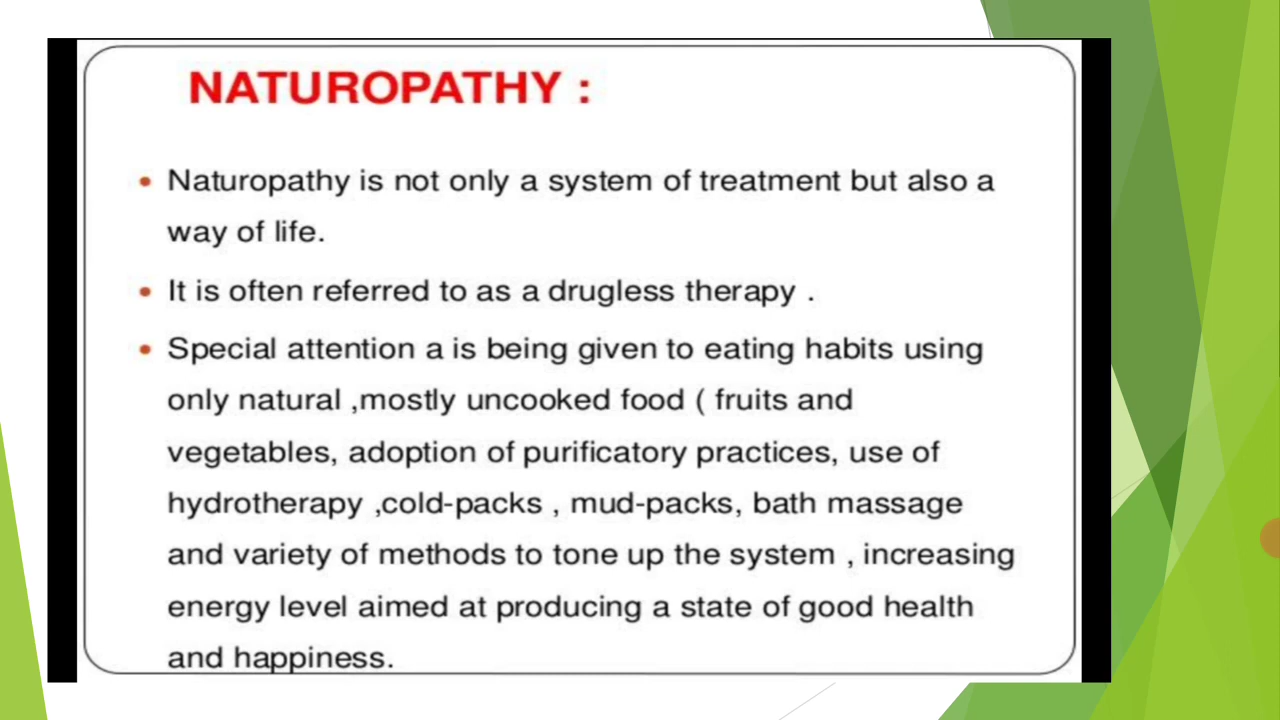 NATUROPATHY :
• Naturopathy is not only a system of treatment but also a
way of life.
• It is often referred to as a drugless therapy .
• Special attention a is being given to eating habits using
only natural ,mostly uncooked food ( fruits and
vegetables, adoption of purificatory practices, use of
hydrotherapy ,cold-packs , mud-packs, bath massage
and variety of methods to tone up the system , increasing
energy level aimed at producing a state of good health
and happiness.